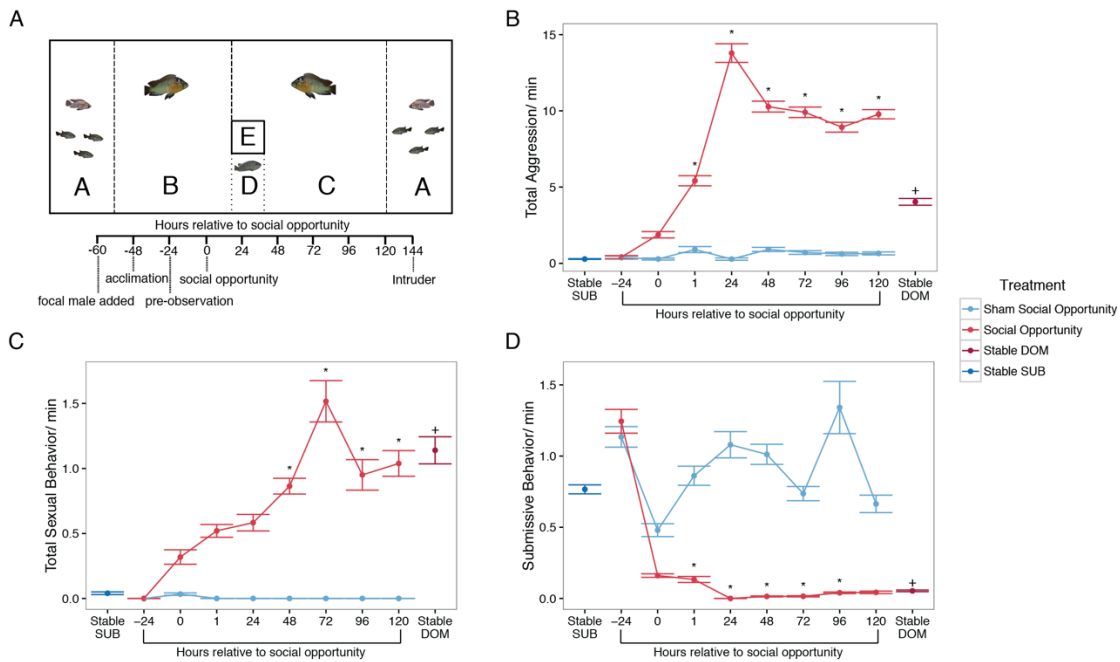 A
E
A B D C A
Hours relative to social opportunity
-60 -48 -24 0 24 48 72 96 120 144
acclimation social opportunity Intruder
focal male added pre-observation
B
Total Aggression/ min
15
10
5
0
Stable SUB −24 0 1 24 48 72 96 120 Stable DOM
Hours relative to social opportunity
* * * * * *
+
Treatment
Sham Social Opportunity
Social Opportunity
Stable DOM
Stable SUB
C
Total Sexual Behavior/ min
1.5
1.0
0.5
0.0
Stable SUB −24 0 1 24 48 72 96 120 Stable DOM
Hours relative to social opportunity
* * * *
+
D
Submissive Behavior/ min
1.5
1.0
0.5
0.0
Stable SUB −24 0 1 24 48 72 96 120 Stable DOM
Hours relative to social opportunity
* * * * *
+